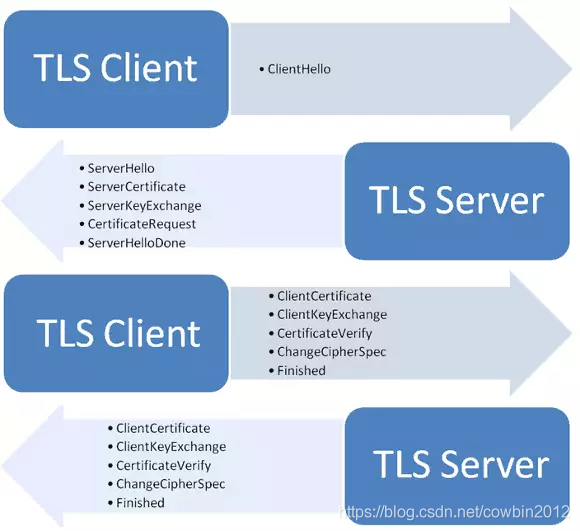 TLS Client
• ClientHello
• ServerHello
• ServerCertificate
• ServerKeyExchange
• CertificateRequest
• ServerHelloDone
TLS Server
TLS Client
• ClientCertificate
• ClientKeyExchange
• CertificateVerify
• ChangeCipherSpec
• Finished
• ClientCertificate
• ClientKeyExchange
• CertificateVerify
• ChangeCipherSpec
• Finished
TLS Server
https://blog.csdn.net/cowbin2012